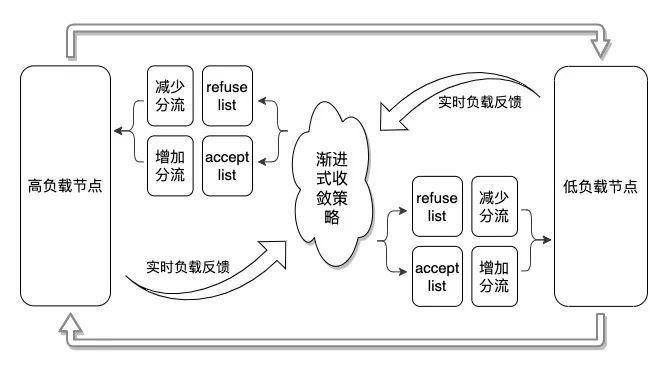 高负载节点
减少
分流
refuse
list
增加
分流
accept
list
实时负载反馈
渐进
式收
敛策
略
实时负载反馈
refuse
list
减少
分流
accept
list
增加
分流
低负载节点